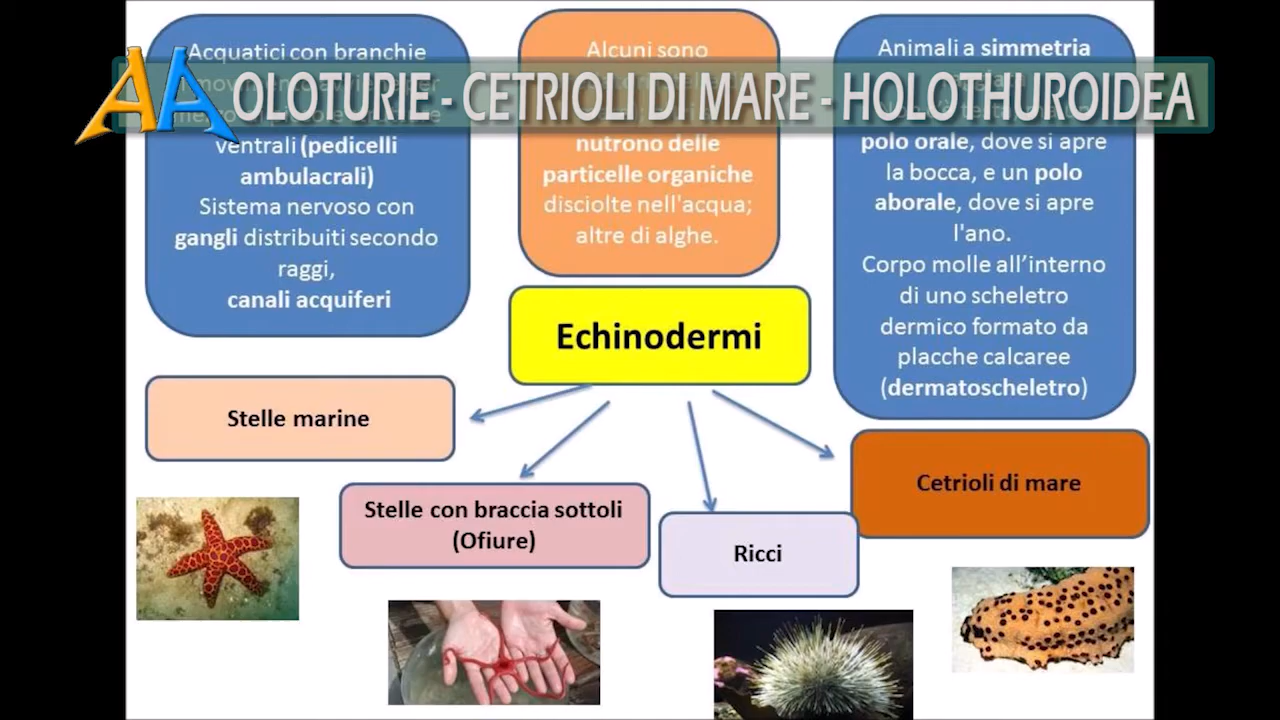 AA OLOTURIE - CETRIOLI DI MARE - HOLOTHUROIDEA
Acquatici con branchie
ventrali (pedicelli
ambulacrali)
Sistema nervoso con
gangli distribuiti secondo
raggi,
canali acquiferi
Alcuni sono
nutrono delle
particelle organiche
disciolte nell'acqua;
altre di alghe.
Animali a simmetria
polo orale, dove si apre
la bocca, e un polo
aborale, dove si apre
l'ano.
Corpo molle all'interno
di uno scheletro
dermico formato da
placche calcaree
(dermatoscheletro)
Echinodermi
Stelle marine
Stelle con braccia sottoli
(Ofiure)
Ricci
Cetrioli di mare